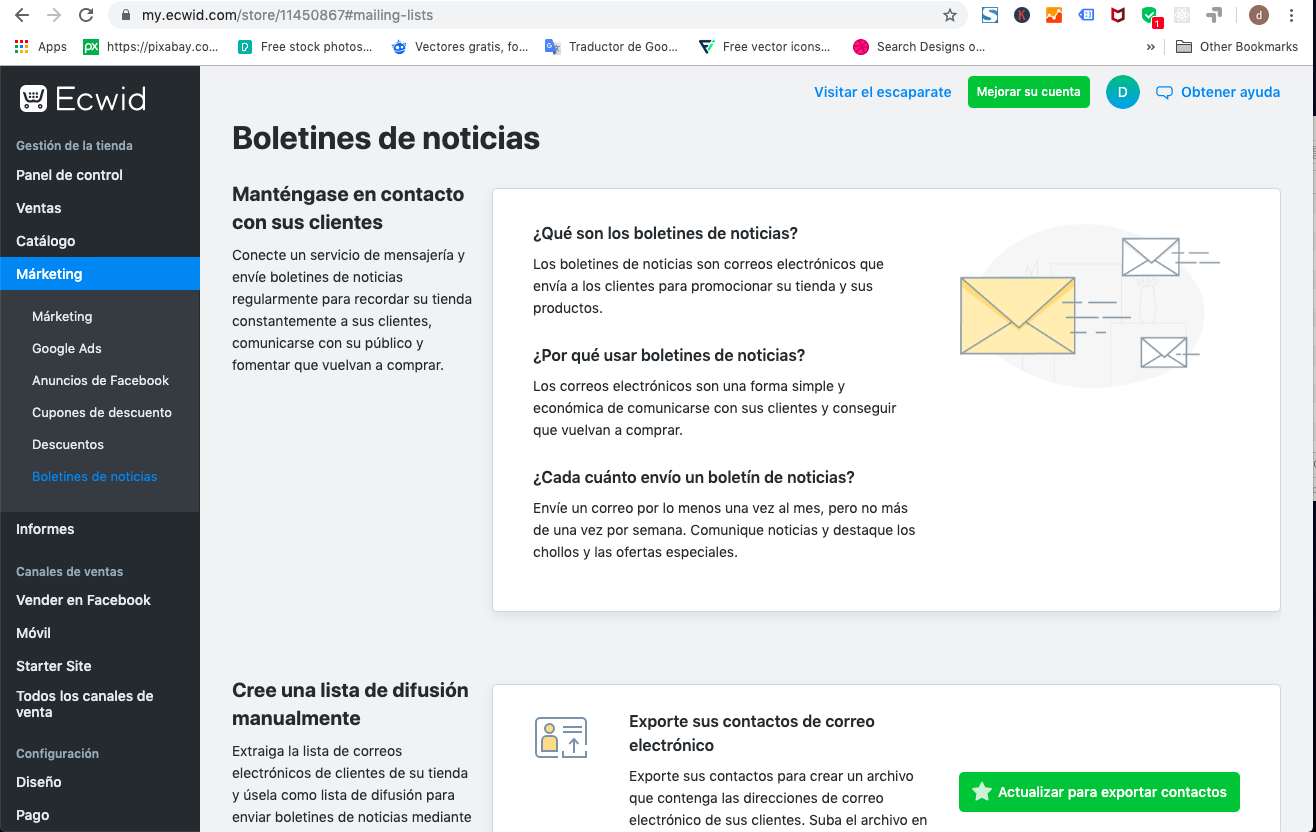 my.ecwid.com/store/11450867#mailing-lists
1
d
Apps
px
https://pixabay.co...
Free stock photos...
Vectores gratis, fo...
Traductor de Goo...
Free vector icons...
Search Designs o...
»
Other Bookmarks
Ecwid
Visitar el escaparate
Mejorar su cuenta
D
Obtener ayuda
Gestión de la tienda
Panel de control
Ventas
Catálogo
Márketing
Márketing
Google Ads
Anuncios de Facebook
Cupones de descuento
Descuentos
Boletines de noticias
Informes
Canales de ventas
Vender en Facebook
Móvil
Starter Site
Todos los canales de
venta
Configuración
Diseño
Pago
Boletines de noticias
Manténgase en contacto
con sus clientes
Conecte un servicio de mensajería y
envíe boletines de noticias
regularmente para recordar su tienda
constantemente a sus clientes,
comunicarse con su público y
fomentar que vuelvan a comprar.
¿Qué son los boletines de noticias?
Los boletines de noticias son correos electrónicos que
envía a los clientes para promocionar su tienda y sus
productos.
¿Por qué usar boletines de noticias?
Los correos electrónicos son una forma simple y
económica de comunicarse con sus clientes y conseguir
que vuelvan a comprar.
¿Cada cuánto envío un boletín de noticias?
Envíe un correo por lo menos una vez al mes, pero no más
de una vez por semana. Comunique noticias y destaque los
chollos y las ofertas especiales.
Cree una lista de difusión
manualmente
Extraiga la lista de correos
electrónicos de clientes de su tienda
y úsela como lista de difusión para
enviar boletines de noticias mediante
Exporte sus contactos de correo
electrónico
Exporte sus contactos para crear un archivo
que contenga las direcciones de correo
electrónico de sus clientes. Suba el archivo en
Actualizar para exportar contactos